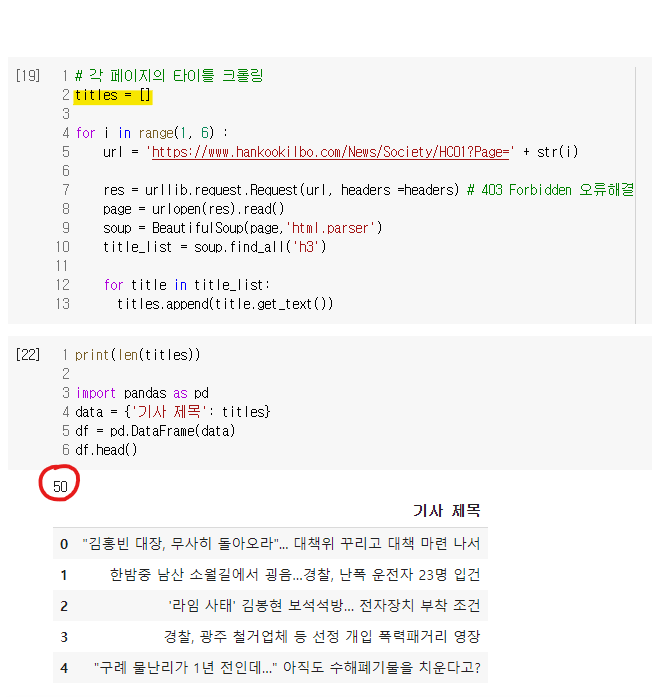 [19] 1 # 각 페이지의 타이틀 크롤링
2 titles = []
3
4 for i in range(1, 6) :
5 url = 'https://www.hankookilbo.com/News/Society/HC01?Page=' + str(i)
6
7 res = urllib.request.Request(url, headers =headers) # 403 Forbidden 오류해결
8 page = urlopen(res).read()
9 soup = BeautifulSoup(page,'html.parser')
10 title_list = soup.find_all('h3')
11
12 for title in title_list:
13 titles.append(title.get_text())
[22] 1 print(len(titles))
2
3 import pandas as pd
4 data = {'기사 제목': titles}
5 df = pd.DataFrame(data)
6 df.head()
50
기사 제목
0 "김홍빈 대장, 무사히 돌아오라"... 대책위 꾸리고 대책 마련 나서
1 한밤중 남산 소월길에서 굉음...경찰, 난폭 운전자 23명 입건
2 '라임 사태' 김봉현 보석석방... 전자장치 부착 조건
3 경찰, 광주 철거업체 등 선정 개입 폭력패거리 영장
4 "구례 물난리가 1년 전인데..." 아직도 수해폐기물을 치운다고?